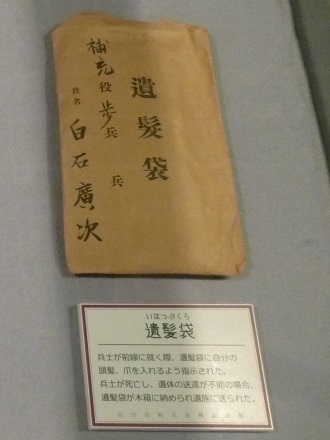 遺髪袋
補充役歩兵 兵
姓名 白石廣次
いはつぶくろ
遺髪袋
兵士が前線に就く際、遺髪袋に自分の
頭髪、爪を入れるよう指示された。
兵士が死亡し、遺体の送還が不可能の場合、
遺髪袋が木箱に納められ遺族に送られた。